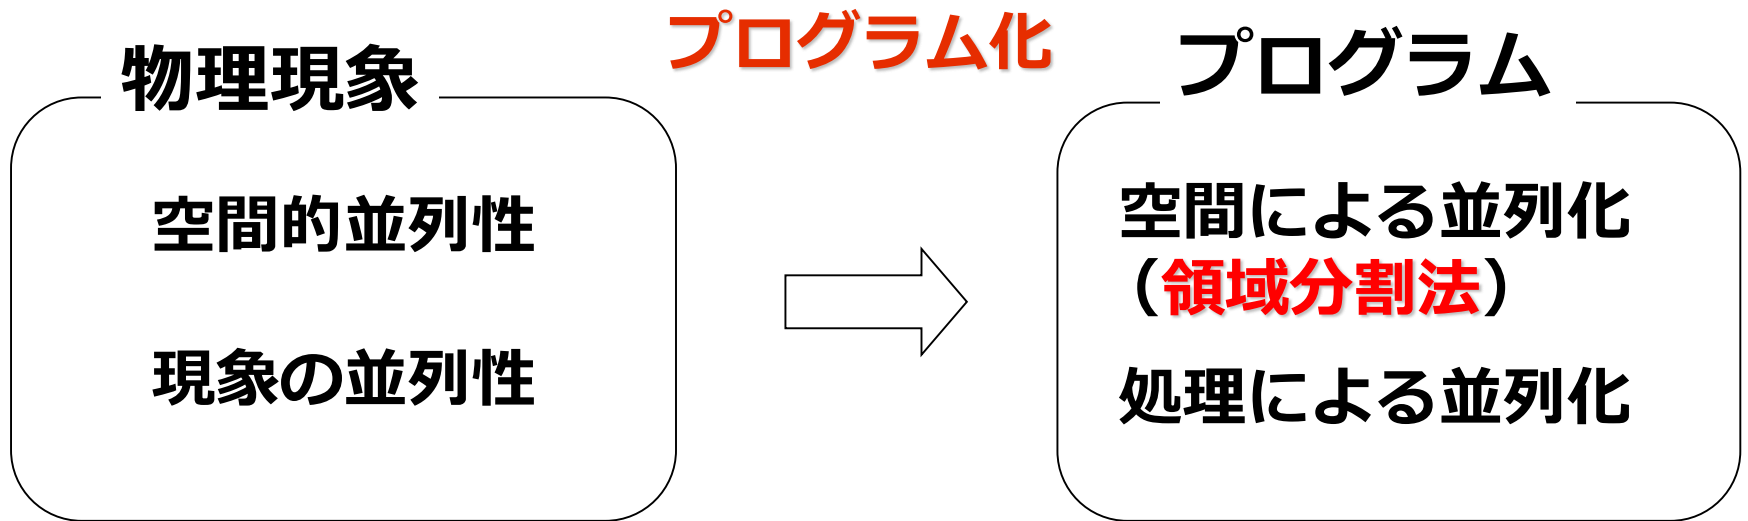 プログラム化
物理現象
空間的並列性
現象の並列性
プログラム
空間による並列化
（領域分割法）
処理による並列化